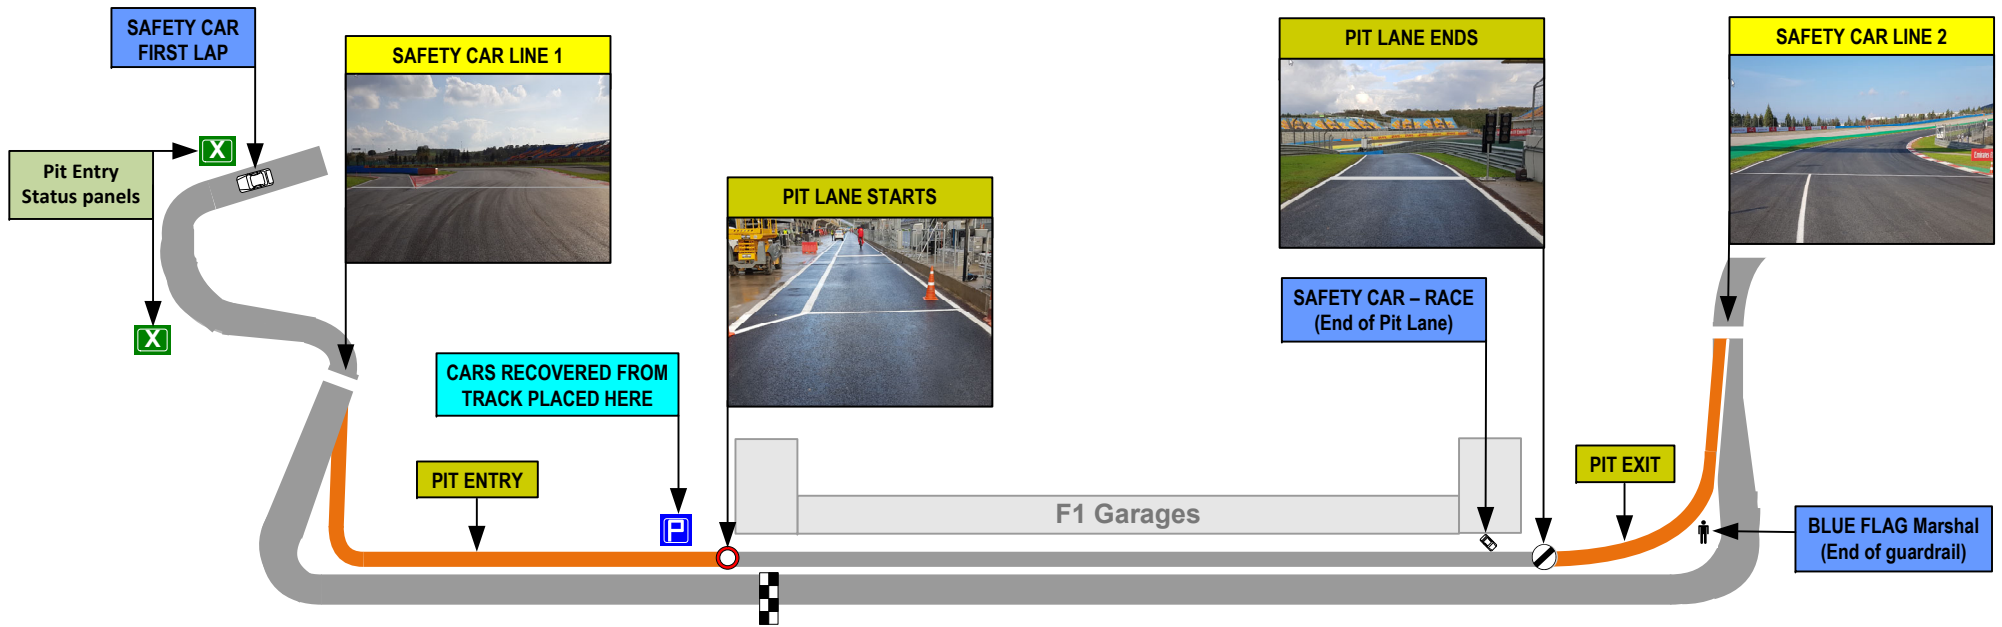 SAFETY CAR
FIRST LAP
Pit Entry
Status panels
X
X
SAFETY CAR LINE 1
CARS RECOVERED FROM
TRACK PLACED HERE
PIT ENTRY
P
PIT LANE STARTS
F1 Garages
PIT LANE ENDS
SAFETY CAR – RACE
(End of Pit Lane)
PIT EXIT
SAFETY CAR LINE 2
Emirates
BLUE FLAG Marshal
(End of guardrail)